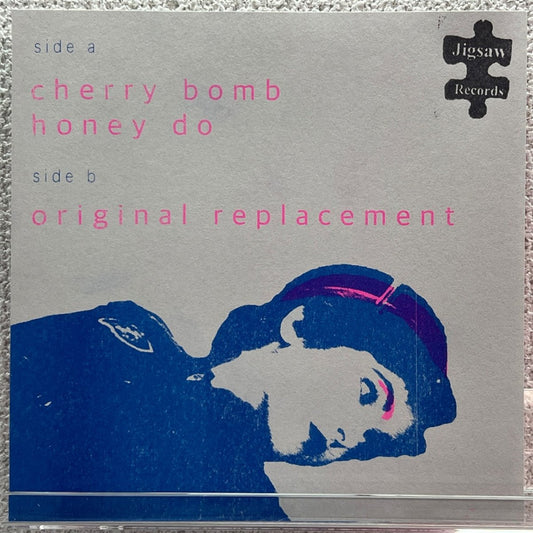 side a
cherry bomb
honey do
side b
original replacement
Jigsaw
Records